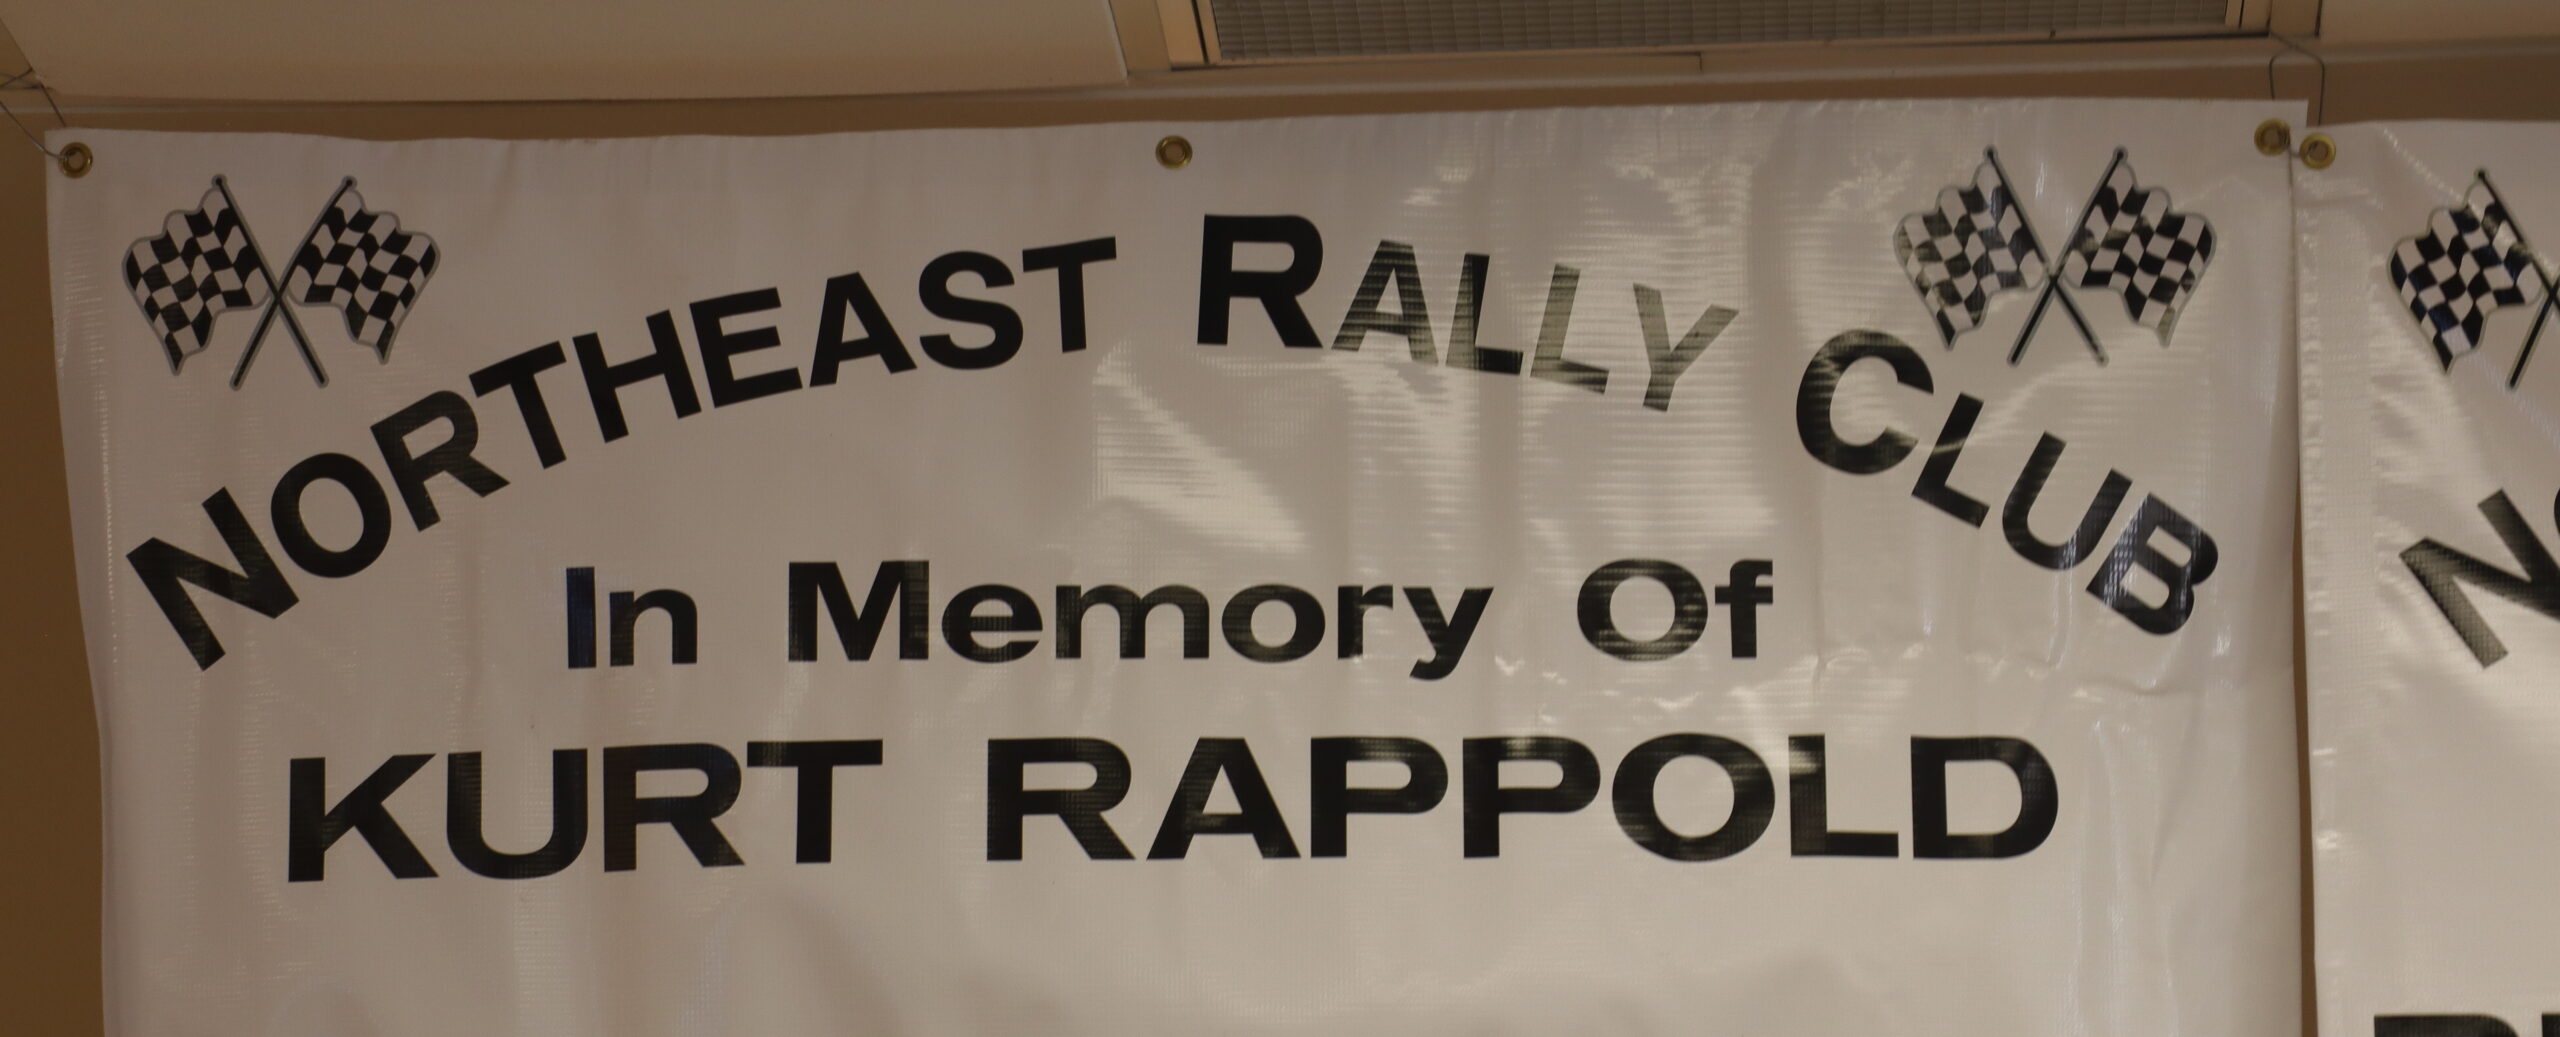 NORTHEAST RALLY CLUB
In Memory Of
KURT RAPPOLD